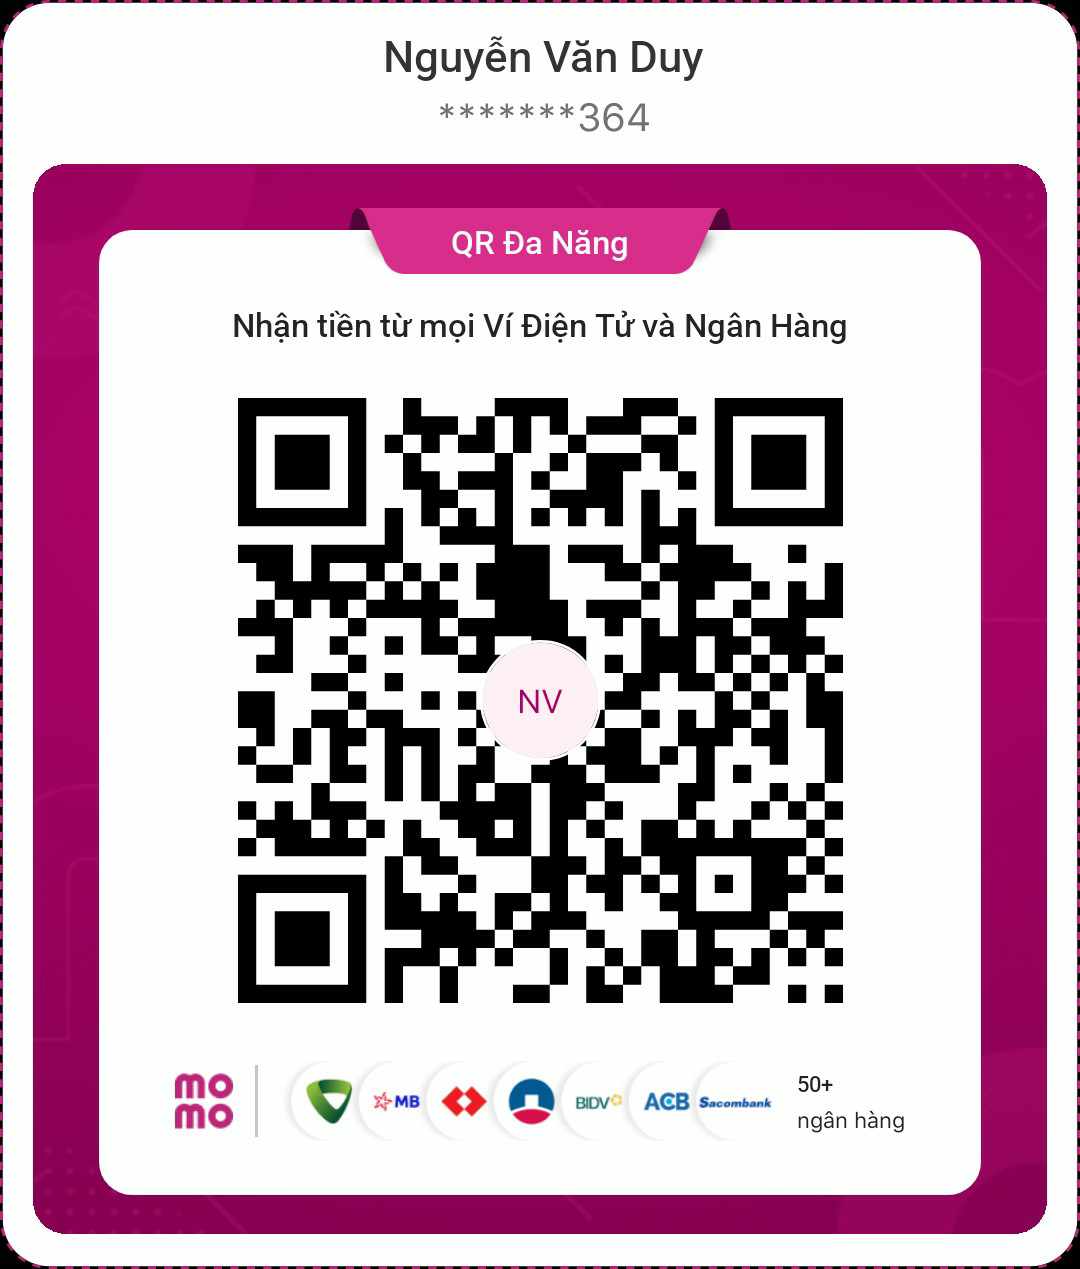 Nguyễn Văn Duy
*******364
QR Đa Năng
Nhận tiền từ mọi Ví Điện Tử và Ngân Hàng
NV
mo
mo
MB
BIDV
ACB
Sacombank
50+
ngân hàng